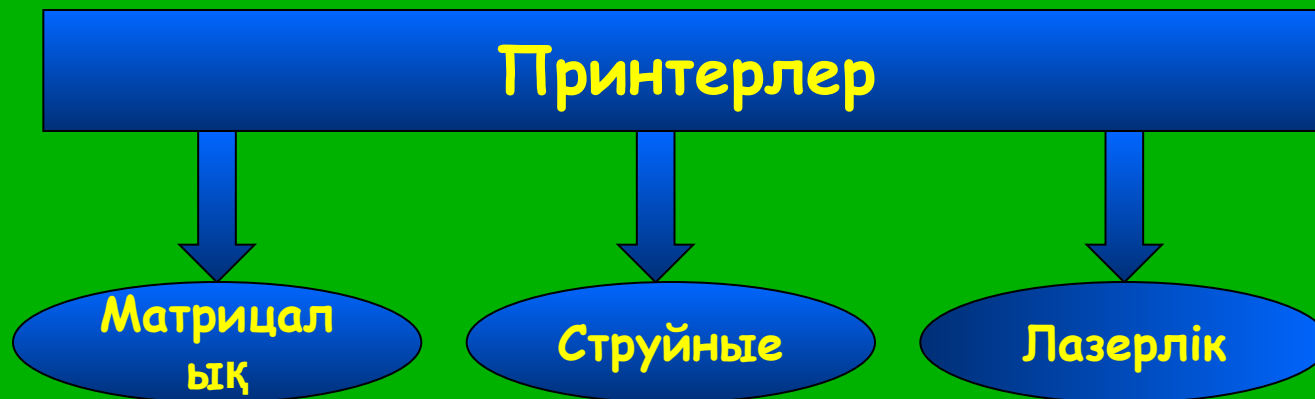 Принтерлер
Матрицал
ық
Струйные
Лазерлік